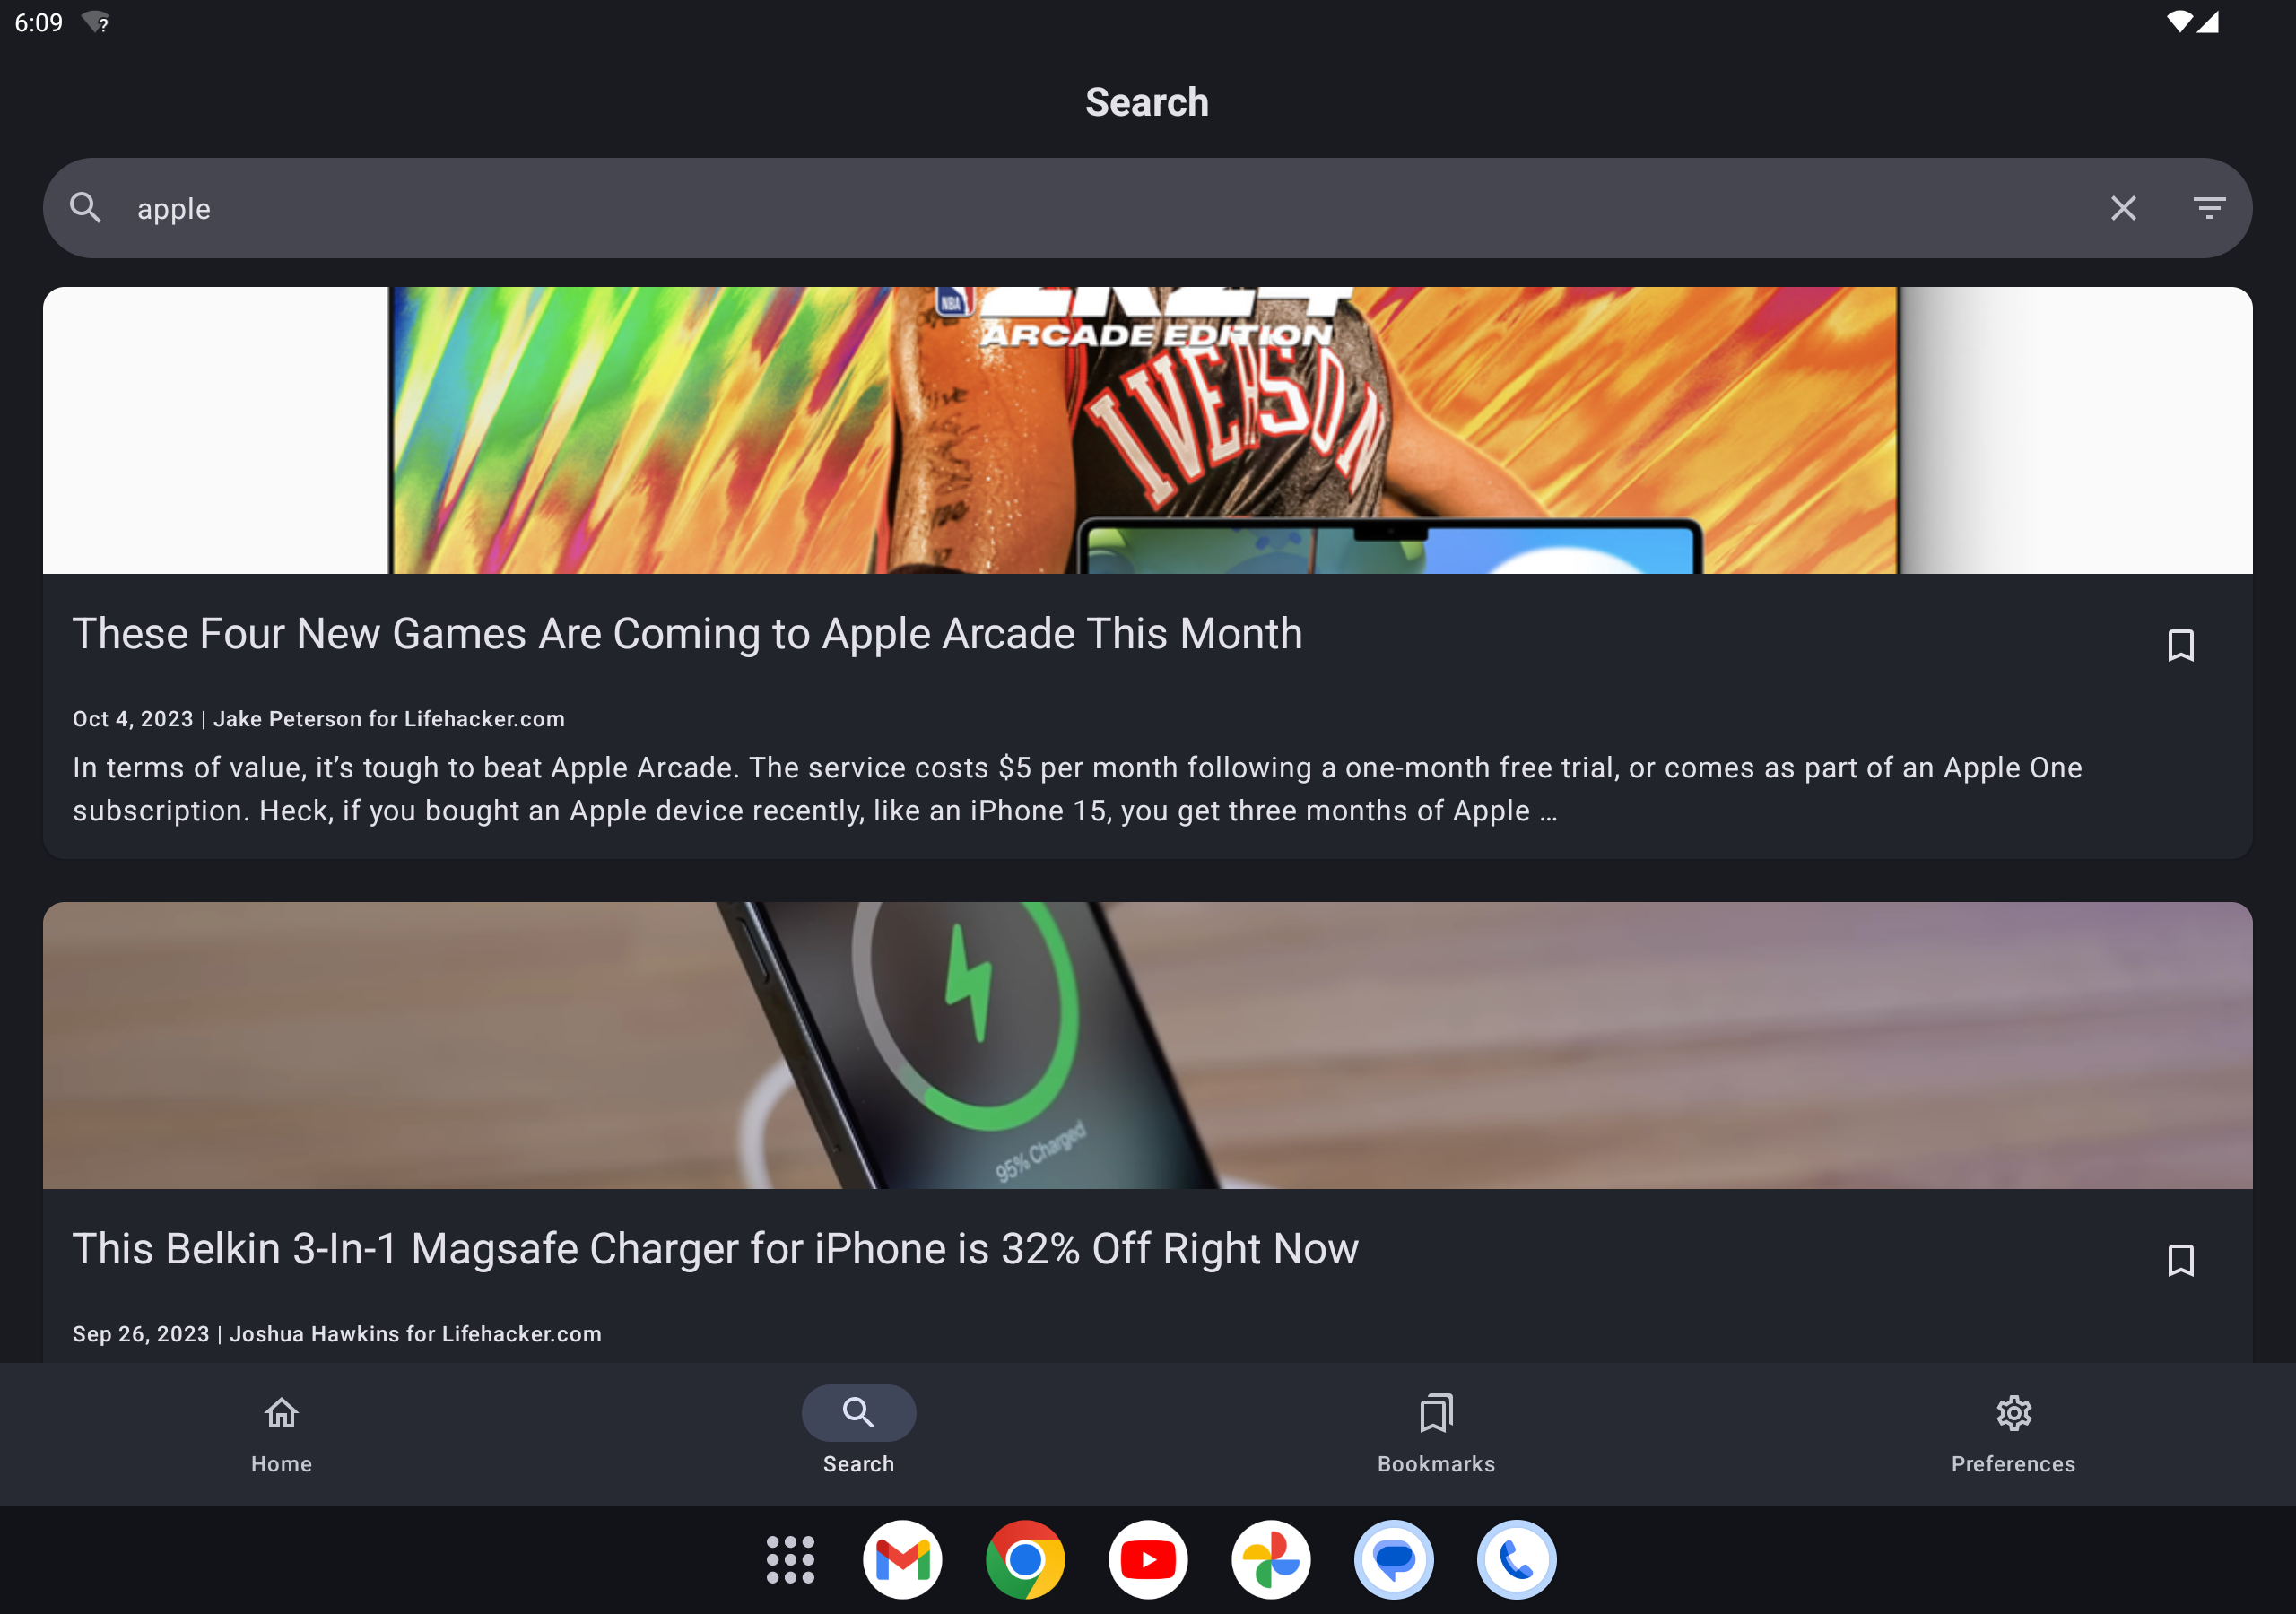 6:09
Search
apple
NBA
2K24
ARCADE EDITION
IVERSON
These Four New Games Are Coming to Apple Arcade This Month
Oct 4, 2023 | Jake Peterson for Lifehacker.com
In terms of value, it’s tough to beat Apple Arcade. The service costs $5 per month following a one-month free trial, or comes as part of an Apple One
subscription. Heck, if you bought an Apple device recently, like an iPhone 15, you get three months of Apple …
95% Charged
This Belkin 3-In-1 Magsafe Charger for iPhone is 32% Off Right Now
Sep 26, 2023 | Joshua Hawkins for Lifehacker.com
Home
Search
Bookmarks
Preferences